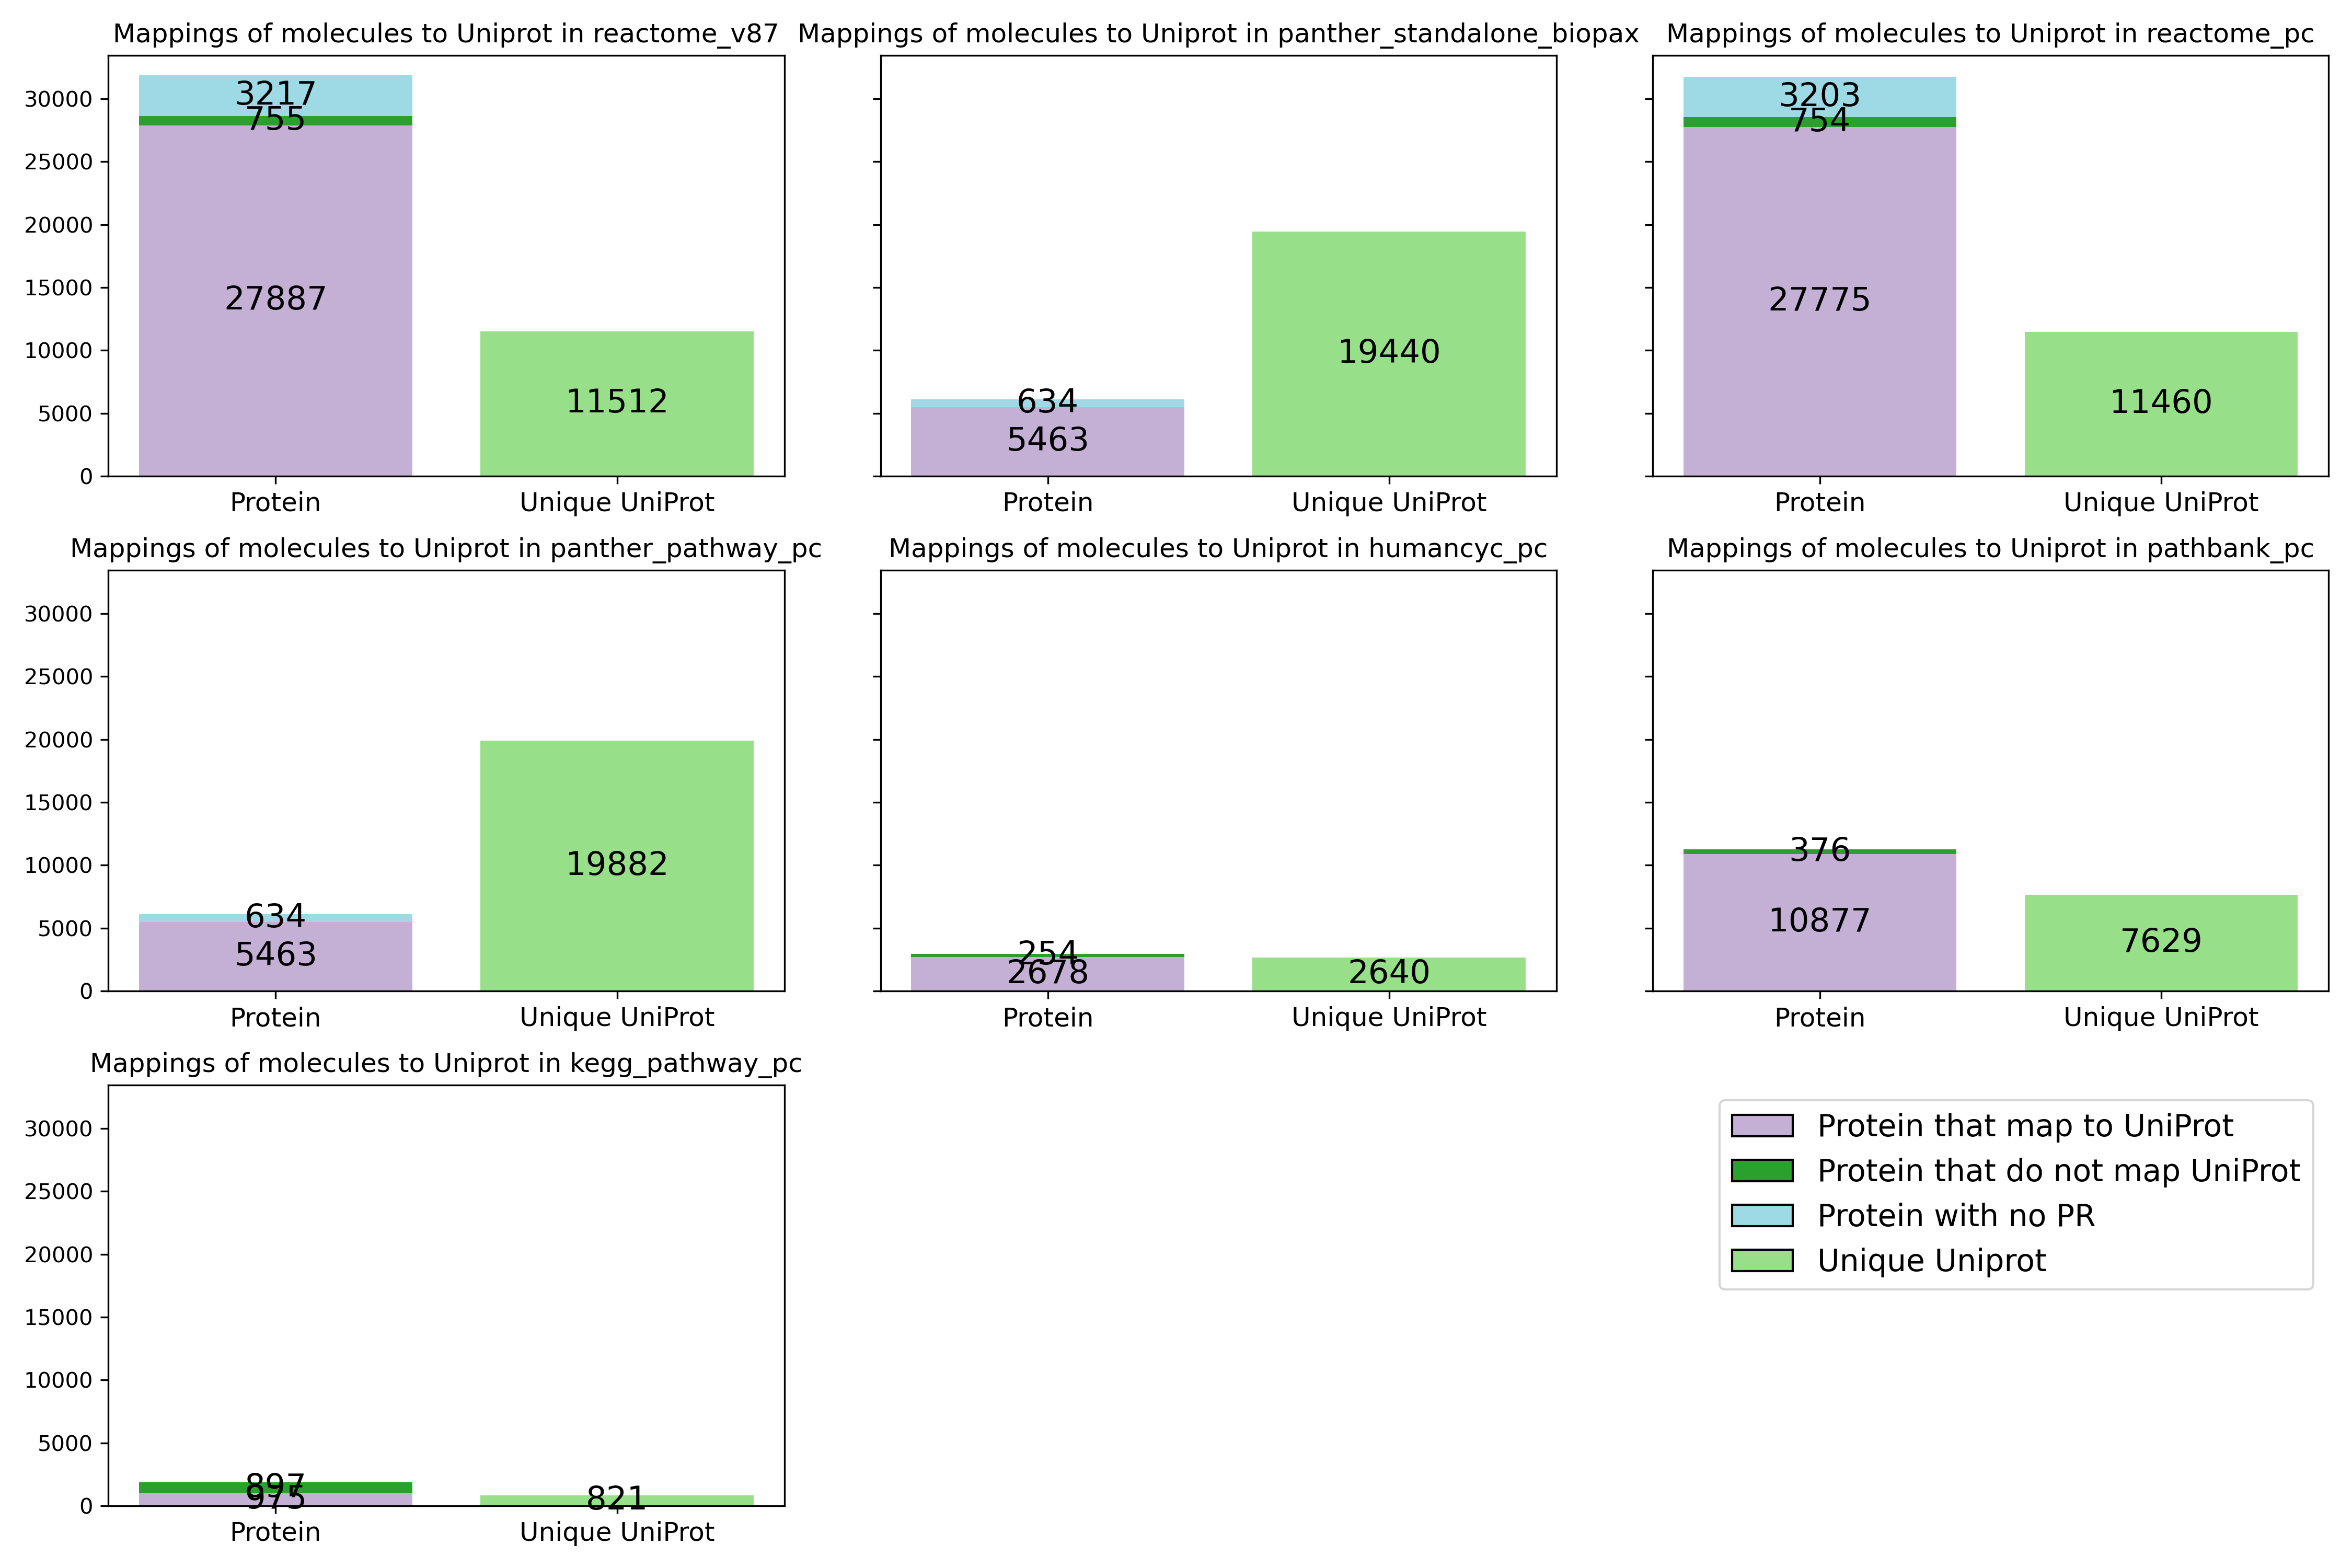 Mappings of molecules to Uniprot in reactome_v87
30000
25000
20000
15000
10000
5000
0
3217
755
27887
11512
Protein
Unique UniProt
Mappings of molecules to Uniprot in panther_standalone_biopax
634
5463
19440
Protein
Unique UniProt
Mappings of molecules to Uniprot in reactome_pc
3203
754
27775
11460
Protein
Unique UniProt
Mappings of molecules to Uniprot in panther_pathway_pc
30000
25000
20000
15000
10000
5000
0
634
5463
19882
Protein
Unique UniProt
Mappings of molecules to Uniprot in humancyc_pc
254
2678
2640
Protein
Unique UniProt
Mappings of molecules to Uniprot in pathbank_pc
376
10877
7629
Protein
Unique UniProt
Mappings of molecules to Uniprot in kegg_pathway_pc
30000
25000
20000
15000
10000
5000
0
897
975
821
Protein
Unique UniProt
Protein that map to UniProt
Protein that do not map UniProt
Protein with no PR
Unique Uniprot